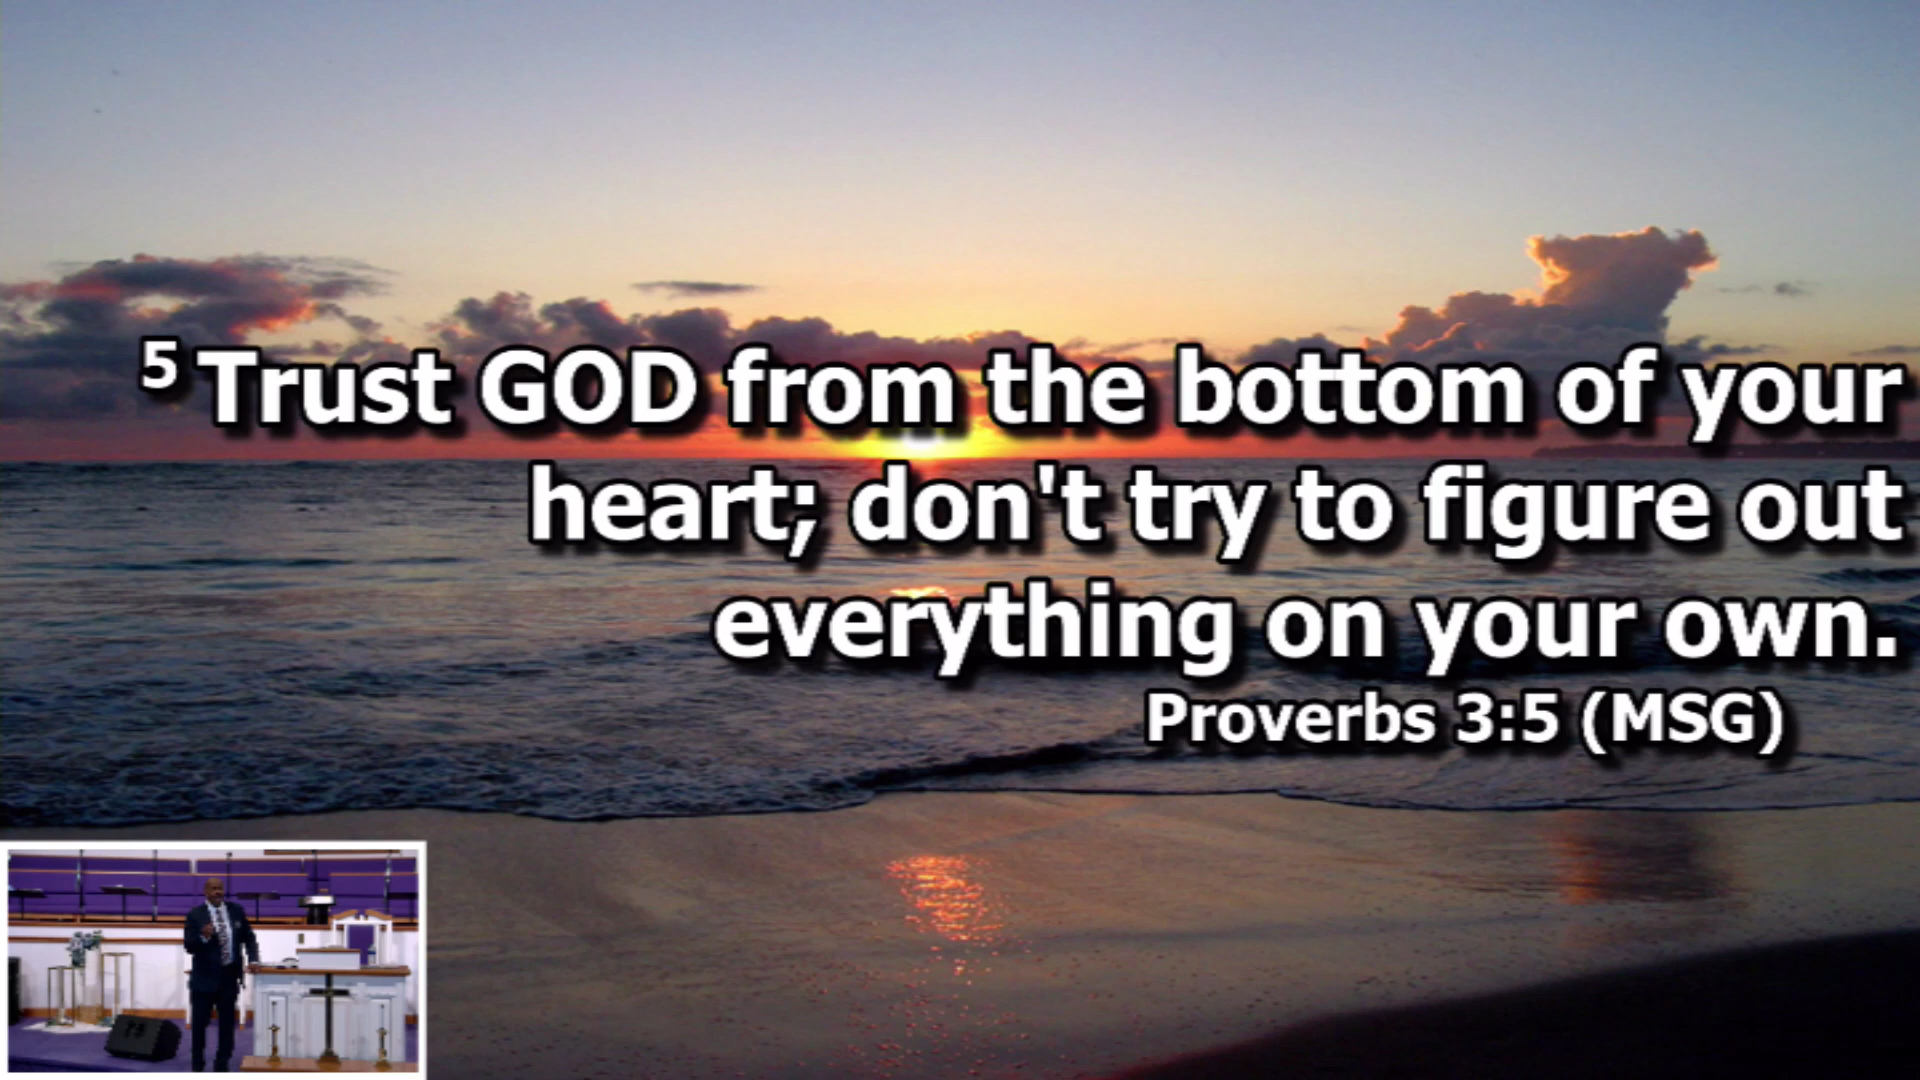 5 Trust GOD from the bottom of your
heart; don't try to figure out
everything on your own.
Proverbs 3:5 (MSG)